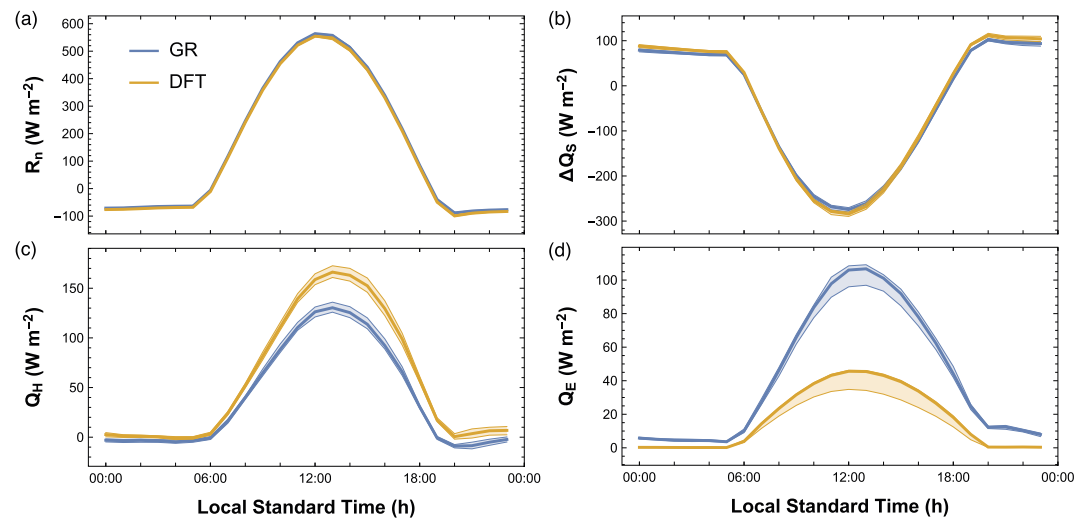 (a)
600
500
400
300
200
100
0
−100
Rn (W m−2)
GR
DFT
(b)
100
0
−100
−200
−300
ΔQS (W m−2)
(c)
150
100
50
0
QH (W m−2)
00:00 06:00 12:00 18:00 00:00
Local Standard Time (h)
(d)
100
80
60
40
20
0
QE (W m−2)
00:00 06:00 12:00 18:00 00:00
Local Standard Time (h)